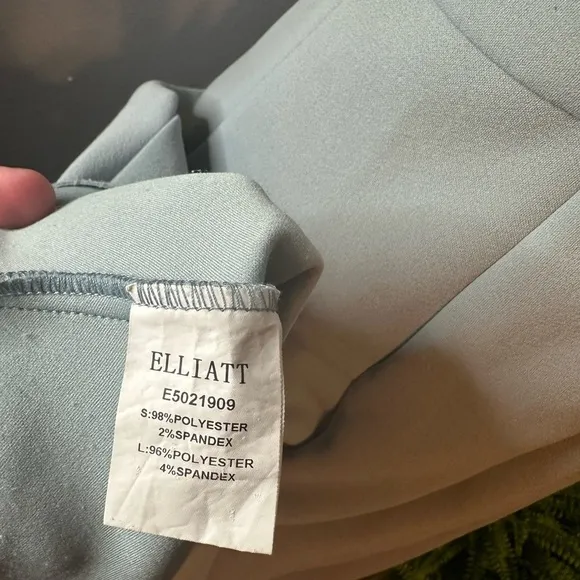 ELLIATT
E5021909
S:98%POLYESTER
2%SPANDEX
L:96%POLYESTER
4%SPANDEX